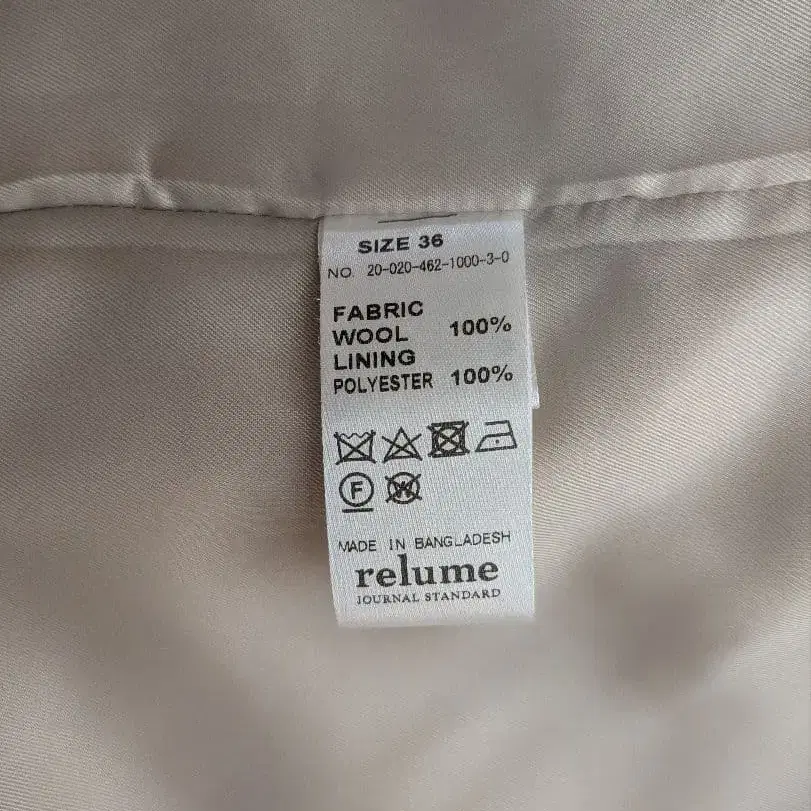 SIZE 36
NO. 20-020-462-1000-3-0
FABRIC
WOOL 100%
LINING
POLYESTER 100%
F W
MADE IN BANGLADESH
relume
JOURNAL STANDARD